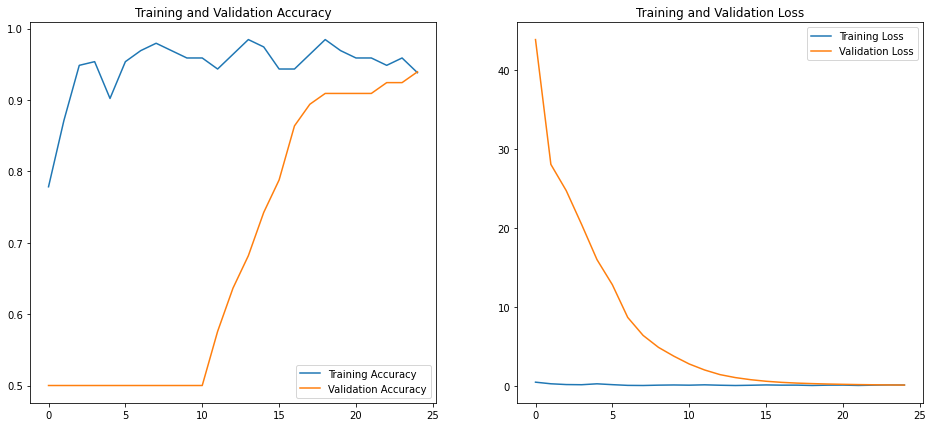 Training and Validation Accuracy
1.0
0.9
0.8
0.7
0.6
0.5
0 5 10 15 20 25
Training Accuracy
Validation Accuracy
Training and Validation Loss
40
30
20
10
0
0 5 10 15 20 25
Training Loss
Validation Loss